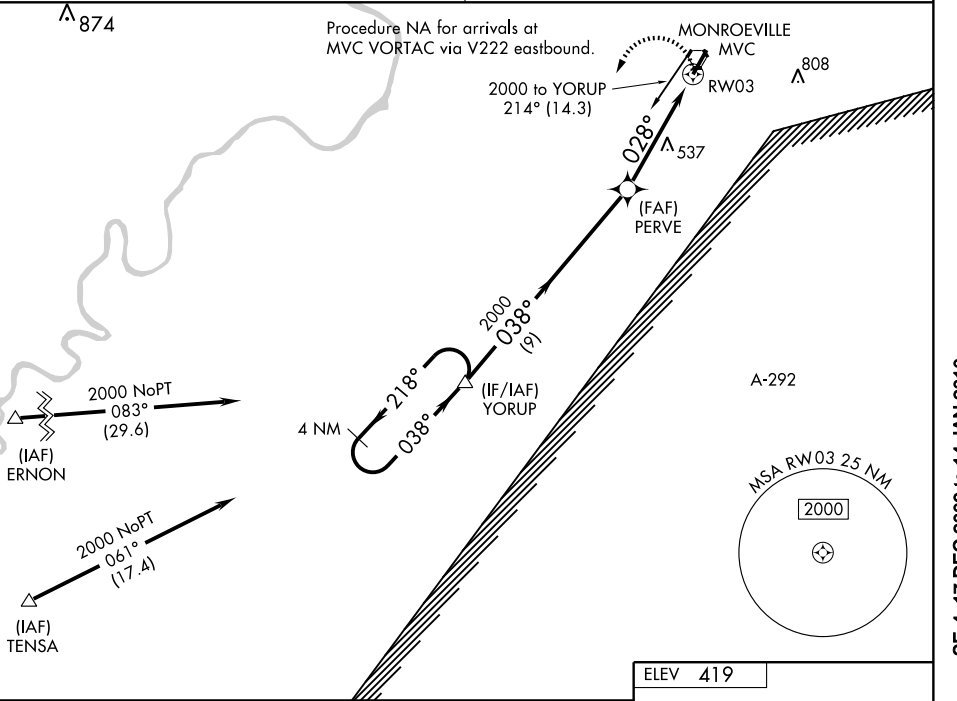 874
Procedure NA for arrivals at
MVC VORTAC via V222 eastbound.
MONROEVILLE
MVC
808
2000 to YORUP
214° (14.3)
RW03
028°
537
(FAF)
PERVE
2000
038°
(9)
218°
038°
4 NM
(IF/IAF)
YORUP
A-292
2000 NoPT
083°
(29.6)
(IAF)
ERNON
2000 NoPT
061°
(17.4)
(IAF)
TENSA
MSA RW03 25 NM
2000
ELEV 419